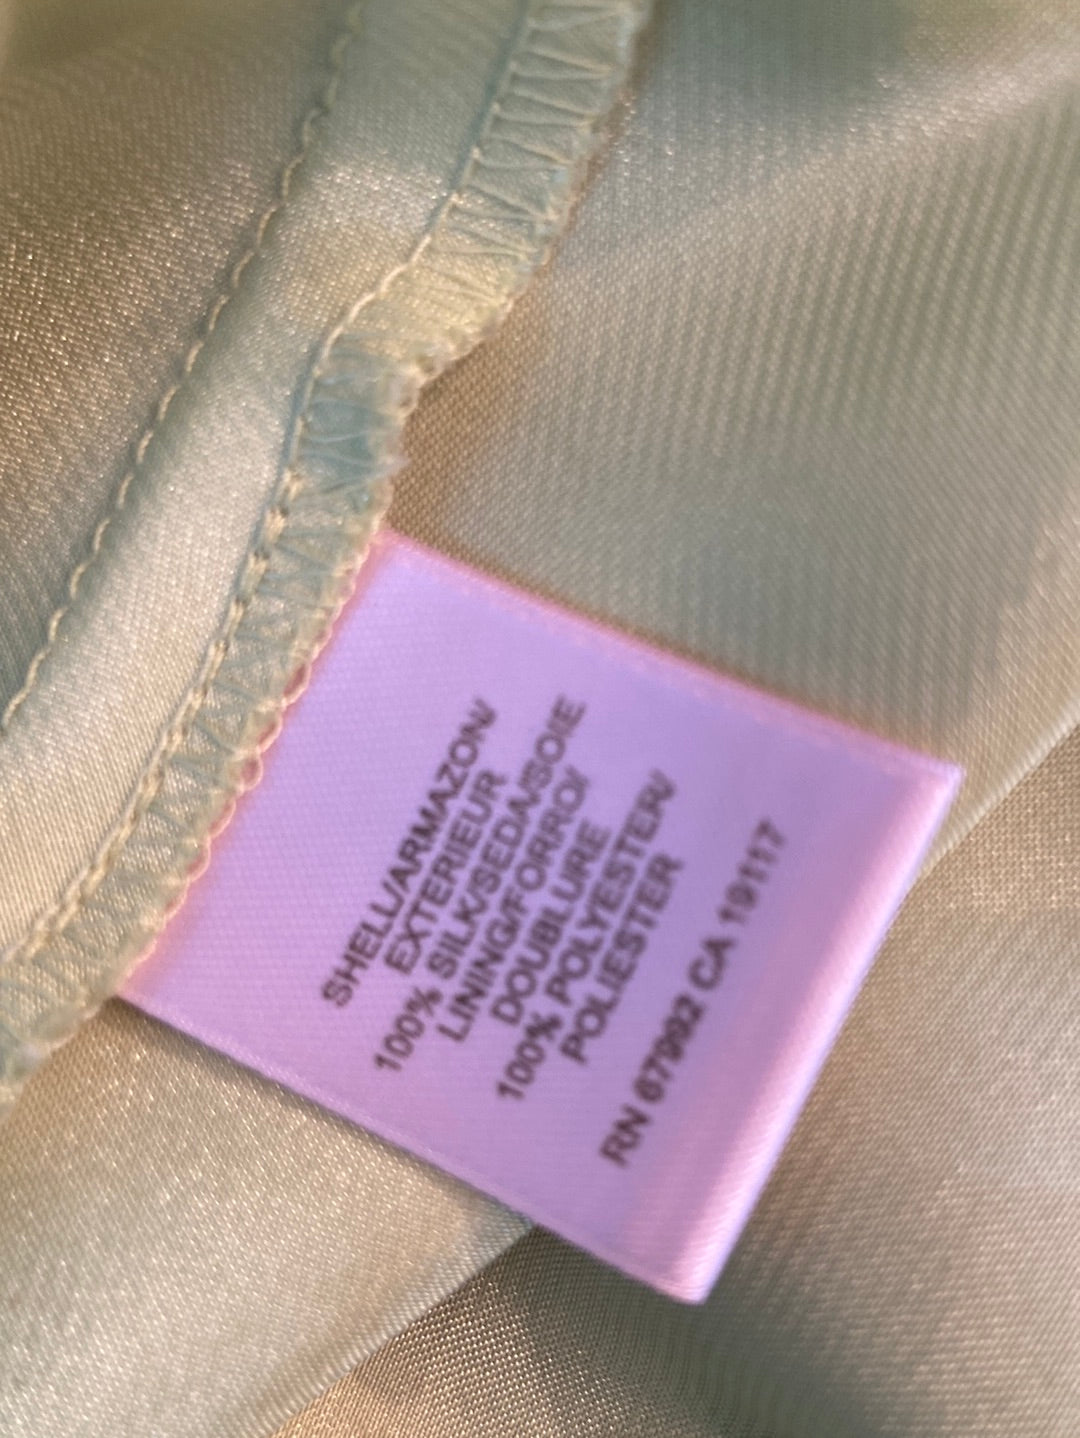 SHELL/ARMAZON/
EXTERIEUR
100% SILK/SEDA/SOIE
LINING/FORRO/
DOUBLURE
100% POLYESTER/
POLIESTER
RN 67992 CA 19117